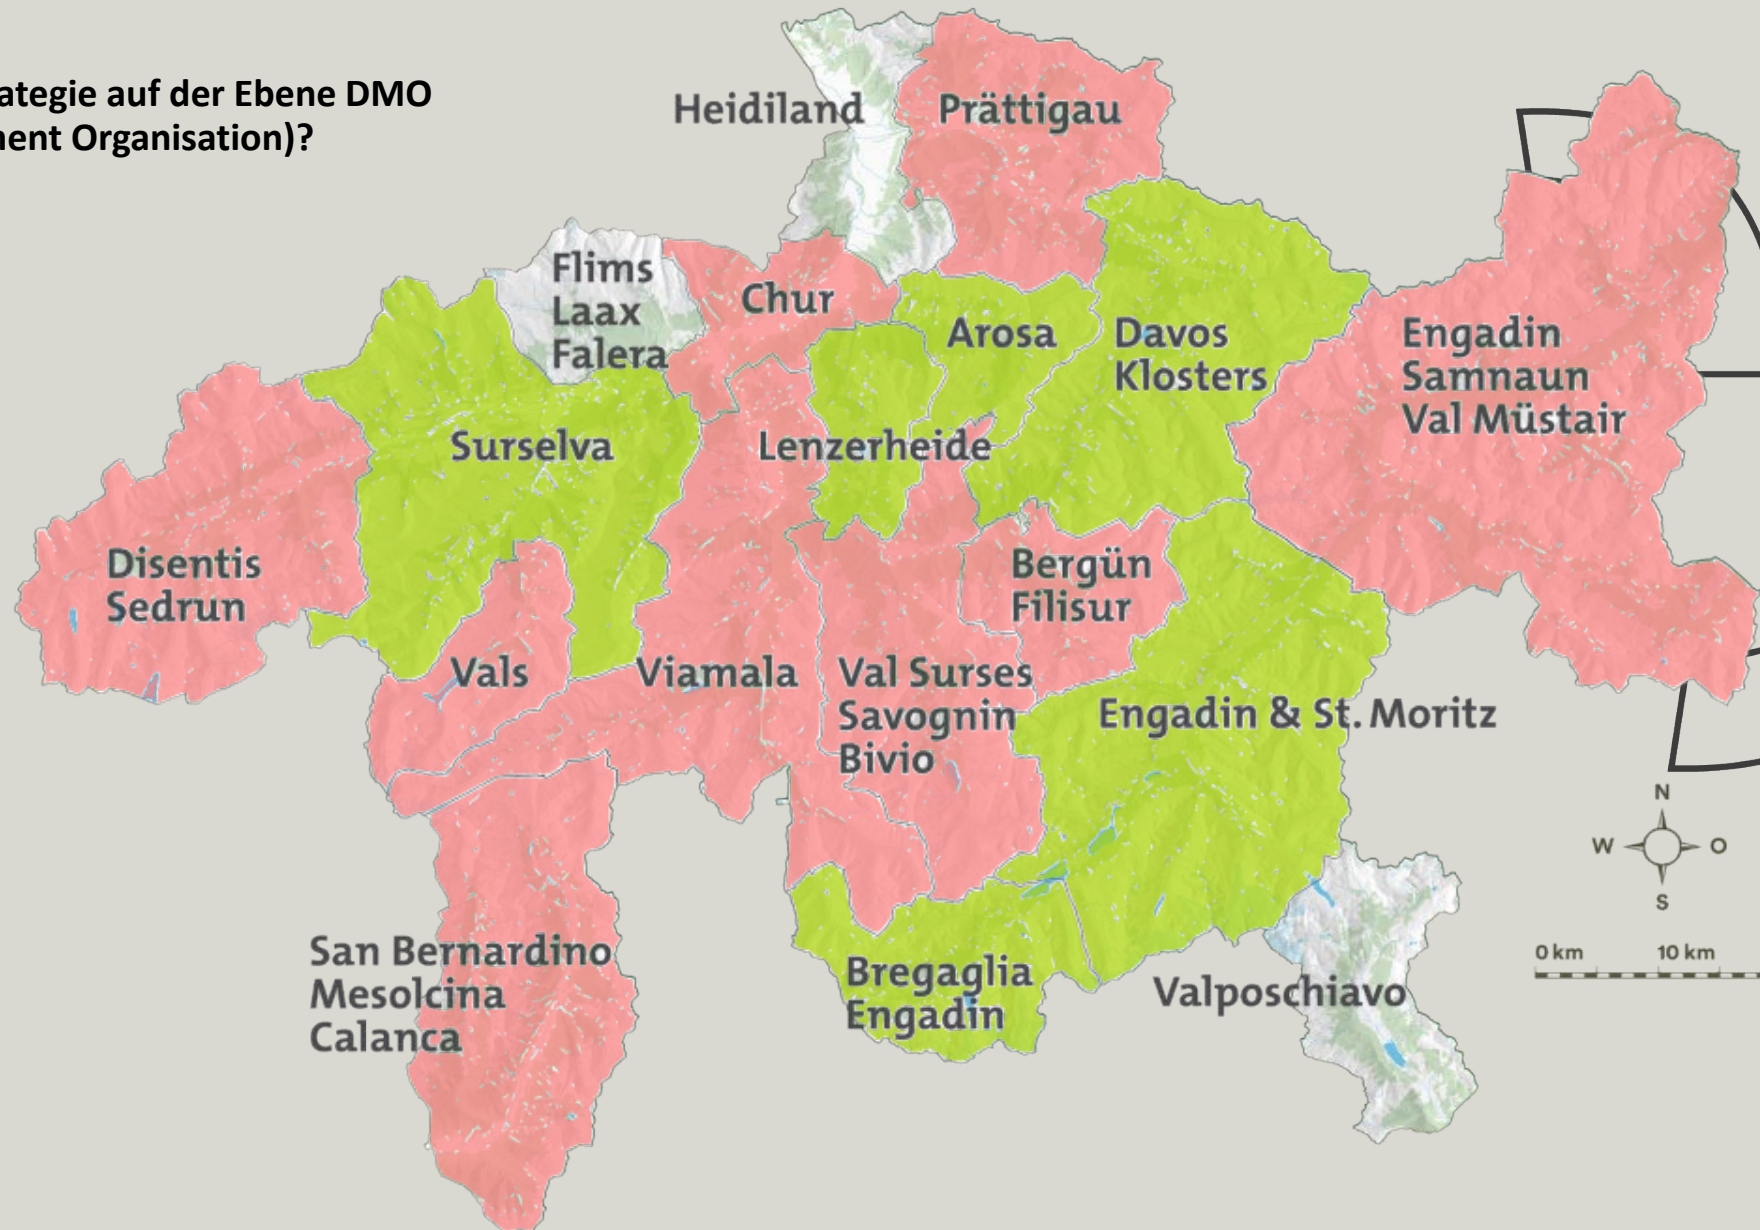 ategie auf der Ebene DMO
ent Organisation)?
Heidiland
Prättigau
Flims
Laax
Falera
Chur
Arosa
Davos
Klosters
Engadin
Samnaun
Val Müstair
Surselva
Lenzerheide
Disentis
Sedrun
Bergün
Filisur
Vals
Viamala
Val Surses
Savognin
Bivio
Engadin & St. Moritz
San Bernardino
Mesolcina
Calanca
Bregaglia
Engadin
Valposchiavo
N
W O
S
0 km 10 km